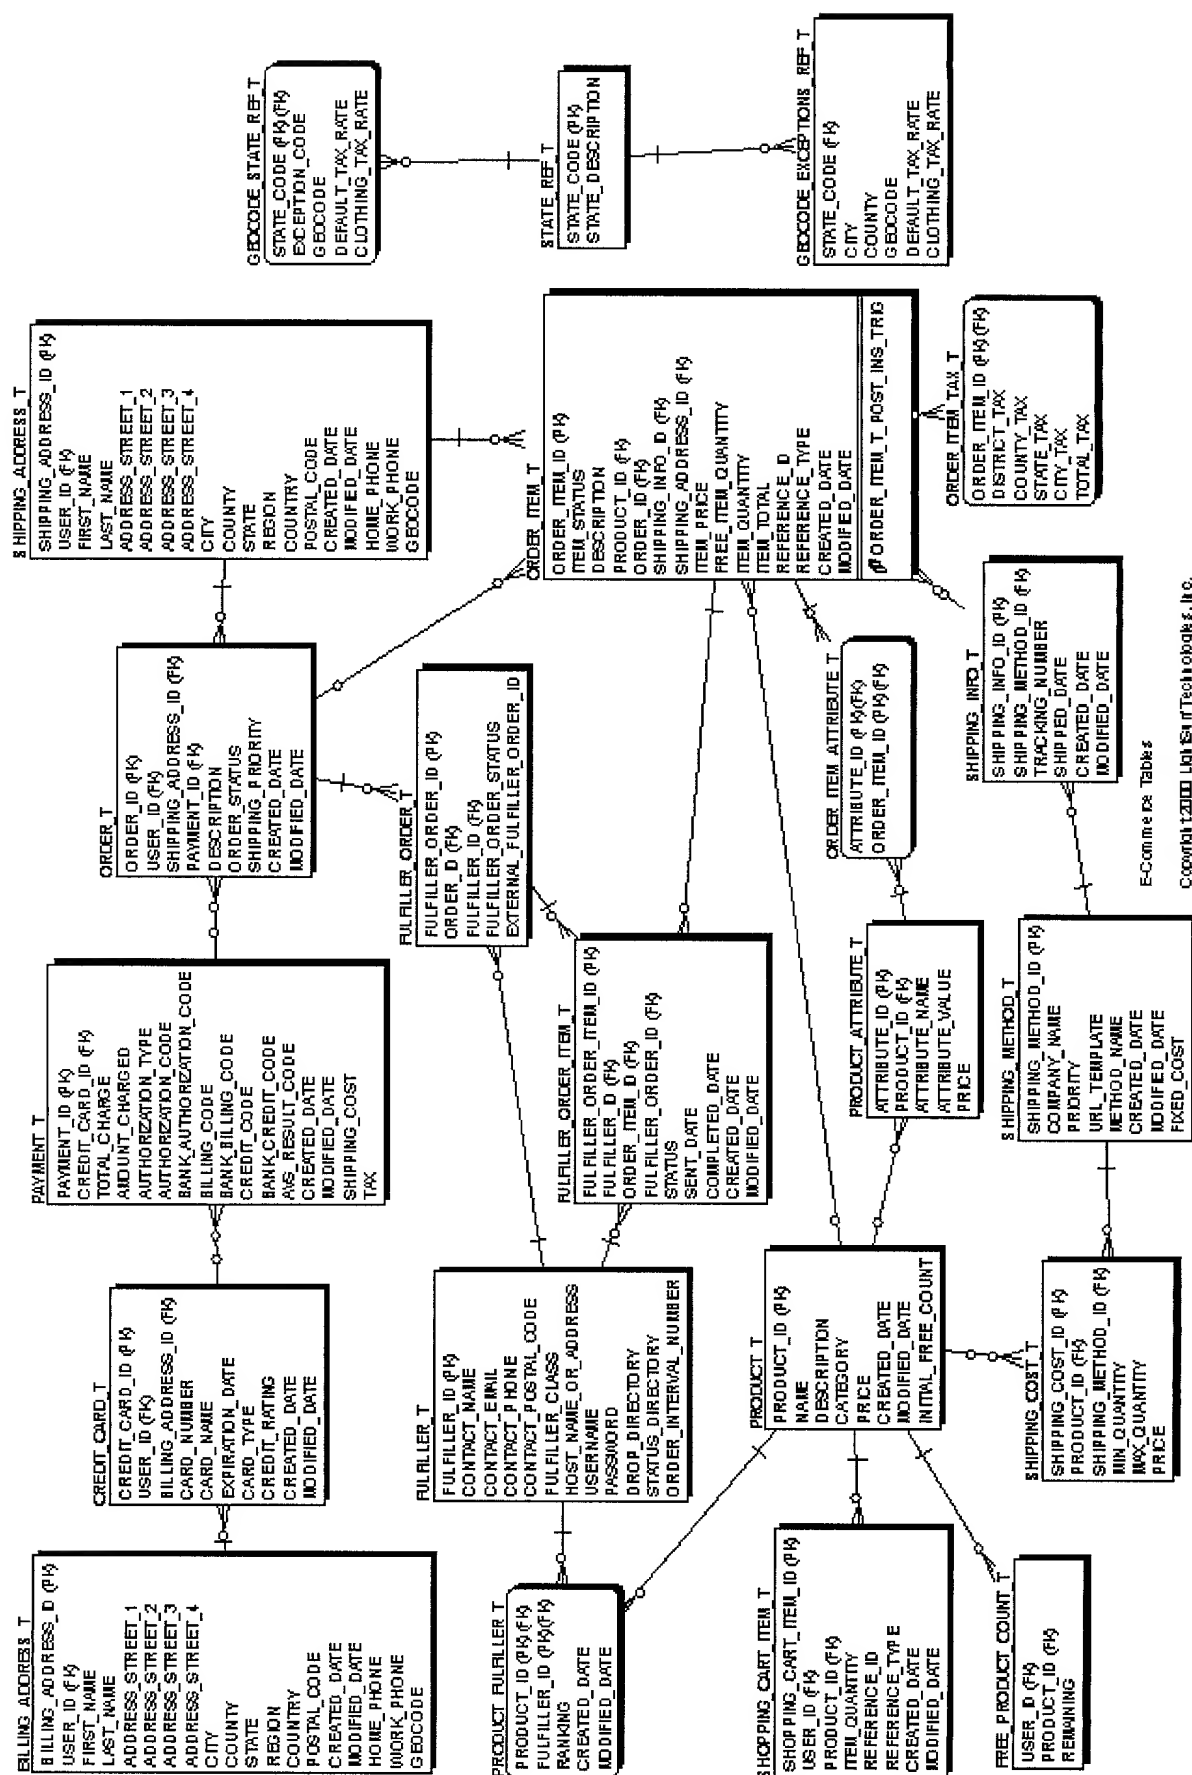 BILLING_ADDRESS_T
BILLING_ADDRESS_ID (PK)
USER_ID (FK)
FIRST_NAME
LAST_NAME
ADDRESS_STREET_1
ADDRESS_STREET_2
ADDRESS_STREET_3
ADDRESS_STREET_4
CITY
COUNTY
STATE
REGION
COUNTRY
POSTAL_CODE
CREATED_DATE
MODIFIED_DATE
HOME_PHONE
WORK_PHONE
GEOCODE
CREDIT_CARD_T
CREDIT_CARD_ID (PK)
USER_ID (FK)
BILLING_ADDRESS_ID (FK)
CARD_NUMBER
CARD_NAME
EXPIRATION_DATE
CARD_TYPE
CREDIT_RATING
CREATED_DATE
MODIFIED_DATE
PAYMENT_T
PAYMENT_ID (PK)
CREDIT_CARD_ID (FK)
TOTAL_CHARGE
AMOUNT_CHARGED
AUTHORIZATION_TYPE
AUTHORIZATION_CODE
BANK_AUTHORIZATION_CODE
BILLING_CODE
BANK_BILLING_CODE
CREDIT_CODE
BANK_CREDIT_CODE
AVS_RESULT_CODE
CREATED_DATE
MODIFIED_DATE
SHIPPING_COST
TAX
ORDER_T
ORDER_ID (PK)
USER_ID (FK)
SHIPPING_ADDRESS_ID (FK)
PAYMENT_ID (FK)
DESCRIPTION
ORDER_STATUS
SHIPPING_PRIORITY
CREATED_DATE
MODIFIED_DATE
SHIPPING_ADDRESS_T
SHIPPING_ADDRESS_ID (PK)
USER_ID (FK)
FIRST_NAME
LAST_NAME
ADDRESS_STREET_1
ADDRESS_STREET_2
ADDRESS_STREET_3
ADDRESS_STREET_4
CITY
COUNTY
STATE
REGION
COUNTRY
POSTAL_CODE
CREATED_DATE
MODIFIED_DATE
HOME_PHONE
WORK_PHONE
GEOCODE
GEOCODE_STATE_REF_T
STATE_CODE (PK)(FK)
EXCEPTION_CODE
GEOCODE
DEFAULT_TAX_RATE
CLOTHING_TAX_RATE
PRODUCT_FULFILLER_T
PRODUCT_ID (PK)(FK)
FULFILLER_ID (PK)(FK)
RANKING
CREATED_DATE
MODIFIED_DATE
FULFILLER_T
FULFILLER_ID (PK)
CONTACT_NAME
CONTACT_EMAIL
CONTACT_PHONE
CONTACT_POSTAL_CODE
FULFILLER_CLASS
HOST_NAME_OR_ADDRESS
USERNAME
PASSWORD
DROP_DIRECTORY
STATUS_DIRECTORY
ORDER_INTERVAL_NUMBER
FULFILLER_ORDER_T
FULFILLER_ORDER_ID (PK)
ORDER_ID (FK)
FULFILLER_ID (FK)
FULFILLER_ORDER_STATUS
EXTERNAL_FULFILLER_ORDER_ID
FULFILLER_ORDER_ITEM_T
FULFILLER_ORDER_ITEM_ID (PK)
FULFILLER_ID (FK)
ORDER_ITEM_ID (FK)
FULFILLER_ORDER_ID (FK)
STATUS
SENT_DATE
COMPLETED_DATE
CREATED_DATE
MODIFIED_DATE
ORDER_ITEM_T
ORDER_ITEM_ID (PK)
ITEM_STATUS
DESCRIPTION
PRODUCT_ID (FK)
ORDER_ID (FK)
SHIPPING_INFO_ID (FK)
SHIPPING_ADDRESS_ID (FK)
ITEM_PRICE
FREE_ITEM_QUANTITY
ITEM_QUANTITY
ITEM_TOTAL
REFERENCE_ID
REFERENCE_TYPE
CREATED_DATE
MODIFIED_DATE
ORDER_ITEM_T_POST_INS_TRIG
STATE_REF_T
STATE_CODE (PK)
STATE_DESCRIPTION
GEOCODE_EXCEPTIONS_REF_T
STATE_CODE (FK)
CITY
COUNTY
GEOCODE
DEFAULT_TAX_RATE
CLOTHING_TAX_RATE
SHOPPING_CART_ITEM_T
SHOPPING_CART_ITEM_ID (PK)
USER_ID (FK)
PRODUCT_ID (FK)
ITEM_QUANTITY
REFERENCE_ID
REFERENCE_TYPE
CREATED_DATE
MODIFIED_DATE
PRODUCT_T
PRODUCT_ID (PK)
NAME
DESCRIPTION
CATEGORY
PRICE
CREATED_DATE
MODIFIED_DATE
INITIAL_FREE_COUNT
PRODUCT_ATTRIBUTE_T
ATTRIBUTE_ID (PK)
PRODUCT_ID (FK)
ATTRIBUTE_NAME
ATTRIBUTE_VALUE
PRICE
ORDER_ITEM_ATTRIBUTE_T
ATTRIBUTE_ID (PK)(FK)
ORDER_ITEM_ID (PK)(FK)
ORDER_ITEM_TAX_T
ORDER_ITEM_ID (PK)(FK)
DISTRICT_TAX
COUNTY_TAX
STATE_TAX
CITY_TAX
TOTAL_TAX
FREE_PRODUCT_COUNT_T
USER_ID (FK)
PRODUCT_ID (FK)
REMAINING
SHIPPING_COST_T
SHIPPING_COST_ID (PK)
PRODUCT_ID (FK)
SHIPPING_METHOD_ID (FK)
MIN_QUANTITY
MAX_QUANTITY
PRICE
SHIPPING_METHOD_T
SHIPPING_METHOD_ID (PK)
COMPANY_NAME
PRIORITY
URL_TEMPLATE
METHOD_NAME
CREATED_DATE
MODIFIED_DATE
FIXED_COST
SHIPPING_INFO_T
SHIPPING_INFO_ID (PK)
SHIPPING_METHOD_ID (FK)
TRACKING_NUMBER
SHIPPED_DATE
CREATED_DATE
MODIFIED_DATE
E-Commerce Tables
Copyright 2000 LightSurf Technologies, Inc.